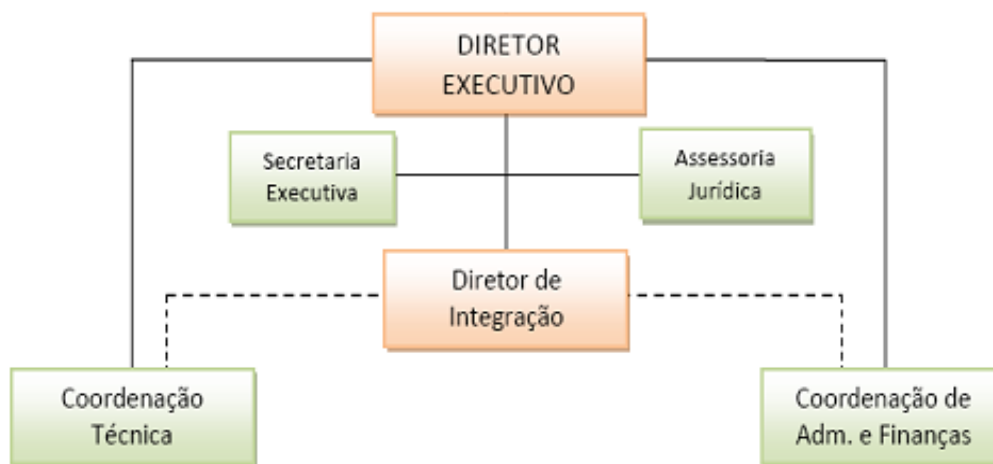 DIRETOR
EXECUTIVO
Secretaria
Executiva
Assessoria
Jurídica
Diretor de
Integração
Coordenação
Técnica
Coordenação de
Adm. e Finanças